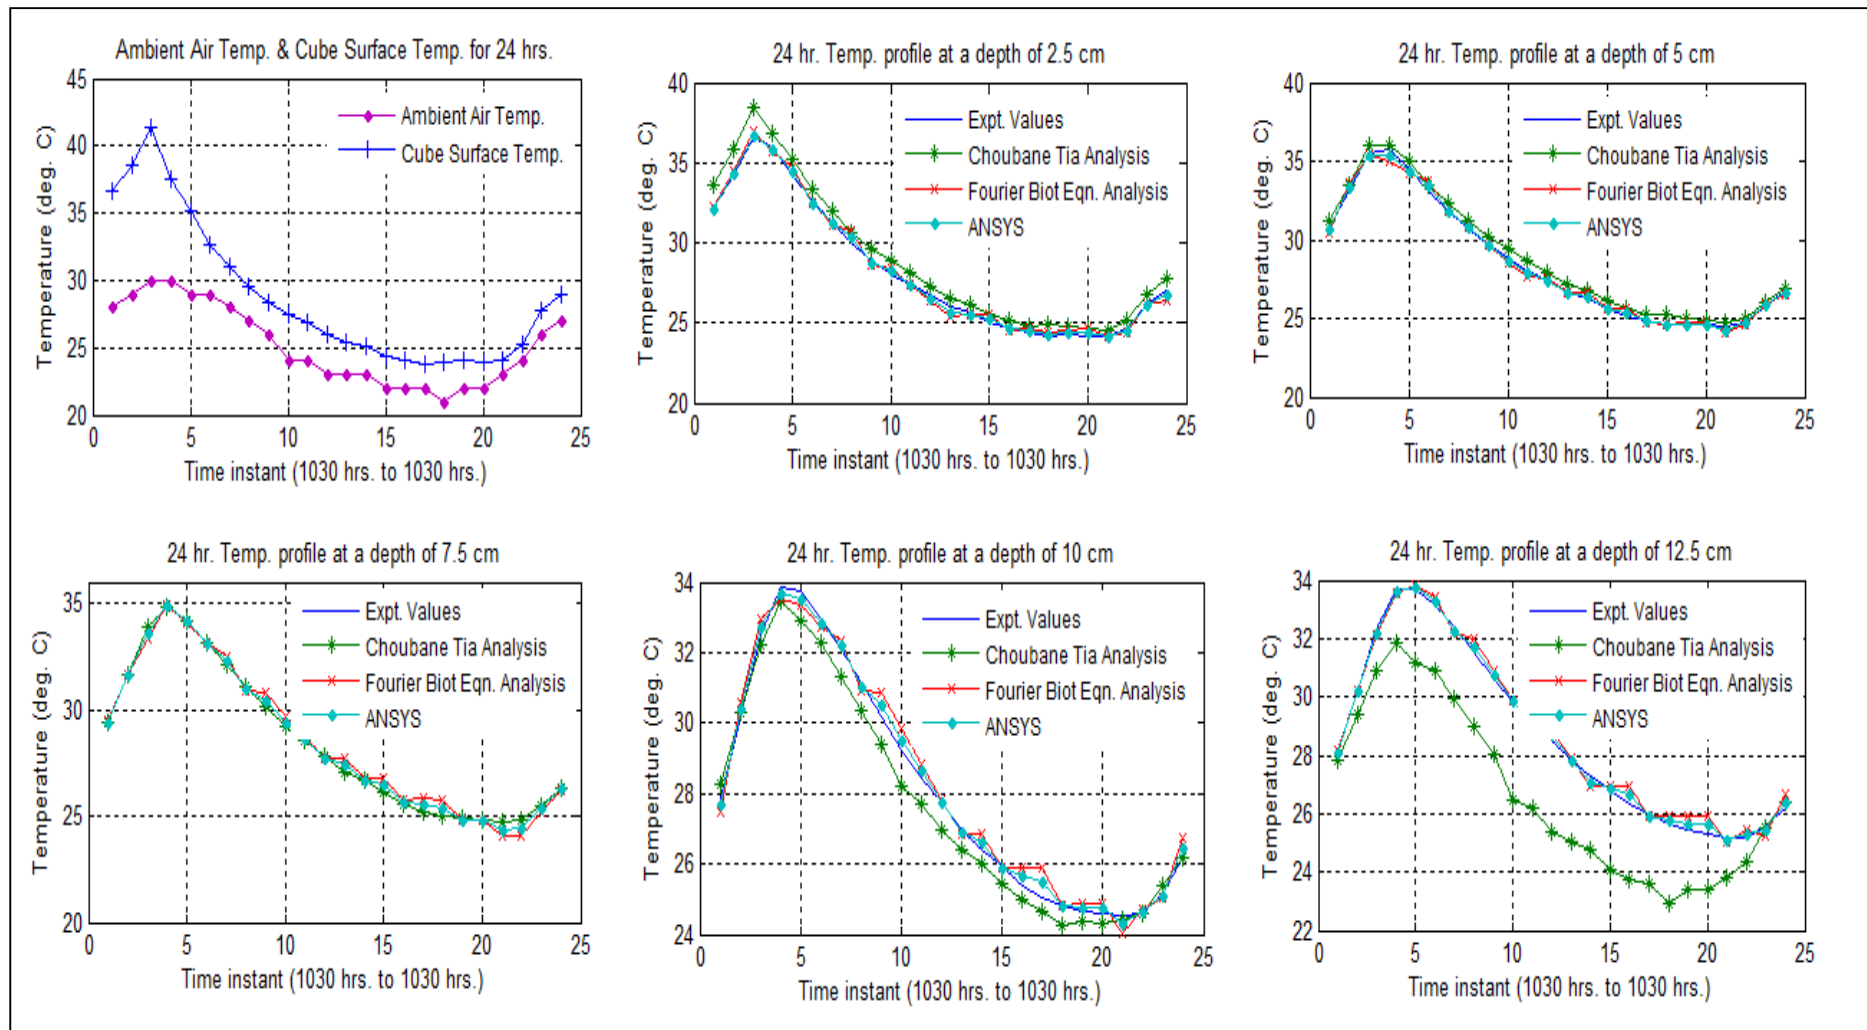 Ambient Air Temp. & Cube Surface Temp. for 24 hrs.
45
40
35
30
25
20
Temperature (deg. C)
Ambient Air Temp.
Cube Surface Temp.
0
5
10
15
20
25
Time instant (1030 hrs. to 1030 hrs.)
24 hr. Temp. profile at a depth of 2.5 cm
40
35
30
25
20
Temperature (deg. C)
Expt. Values
Choubane Tia Analysis
Fourier Biot Eqn. Analysis
ANSYS
0
5
10
15
20
25
Time instant (1030 hrs. to 1030 hrs.)
24 hr. Temp. profile at a depth of 5 cm
40
35
30
25
20
Temperature (deg. C)
Expt. Values
Choubane Tia Analysis
Fourier Biot Eqn. Analysis
ANSYS
0
5
10
15
20
25
Time instant (1030 hrs. to 1030 hrs.)
24 hr. Temp. profile at a depth of 7.5 cm
35
30
25
20
Temperature (deg. C)
Expt. Values
Choubane Tia Analysis
Fourier Biot Eqn. Analysis
ANSYS
0
5
10
15
20
25
Time instant (1030 hrs. to 1030 hrs.)
24 hr. Temp. profile at a depth of 10 cm
34
32
30
28
26
24
Temperature (deg. C)
Expt. Values
Choubane Tia Analysis
Fourier Biot Eqn. Analysis
ANSYS
0
5
10
15
20
25
Time instant (1030 hrs. to 1030 hrs.)
24 hr. Temp. profile at a depth of 12.5 cm
34
32
30
28
26
24
22
Temperature (deg. C)
Expt. Values
Choubane Tia Analysis
Fourier Biot Eqn. Analysis
ANSYS
0
5
10
15
20
25
Time instant (1030 hrs. to 1030 hrs.)